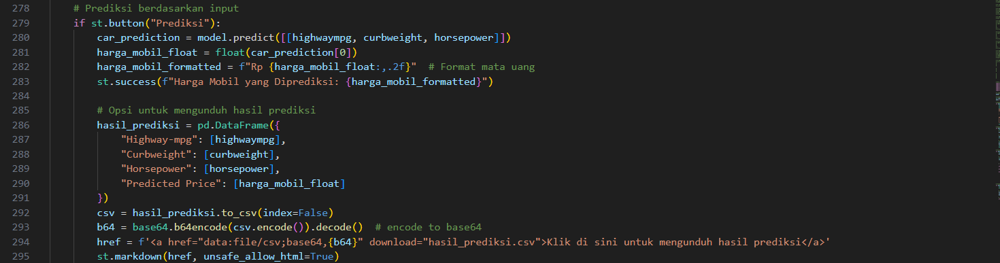 278 # Prediksi berdasarkan input
279 if st.button("Prediksi"):
280 car_prediction = model.predict([[highwaympg, curbweight, horsepower]])
281 harga_mobil_float = float(car_prediction[0])
282 harga_mobil_formatted = f"Rp {harga_mobil_float:,.2f}"  # Format mata uang
283 st.success(f"Harga Mobil yang Diprediksi: {harga_mobil_formatted}")
284
285 # Opsi untuk mengunduh hasil prediksi
286 hasil_prediksi = pd.DataFrame({
287 "Highway-mpg": [highwaympg],
288 "Curbweight": [curbweight],
289 "Horsepower": [horsepower],
290 "Predicted Price": [harga_mobil_float]
291 })
292 csv = hasil_prediksi.to_csv(index=False)
293 b64 = base64.b64encode(csv.encode()).decode()  # encode to base64
294 href = f'<a href="data:file/csv;base64,{b64}" download="hasil_prediksi.csv">Klik di sini untuk mengunduh hasil prediksi</a>'
295 st.markdown(href, unsafe_allow_html=True)